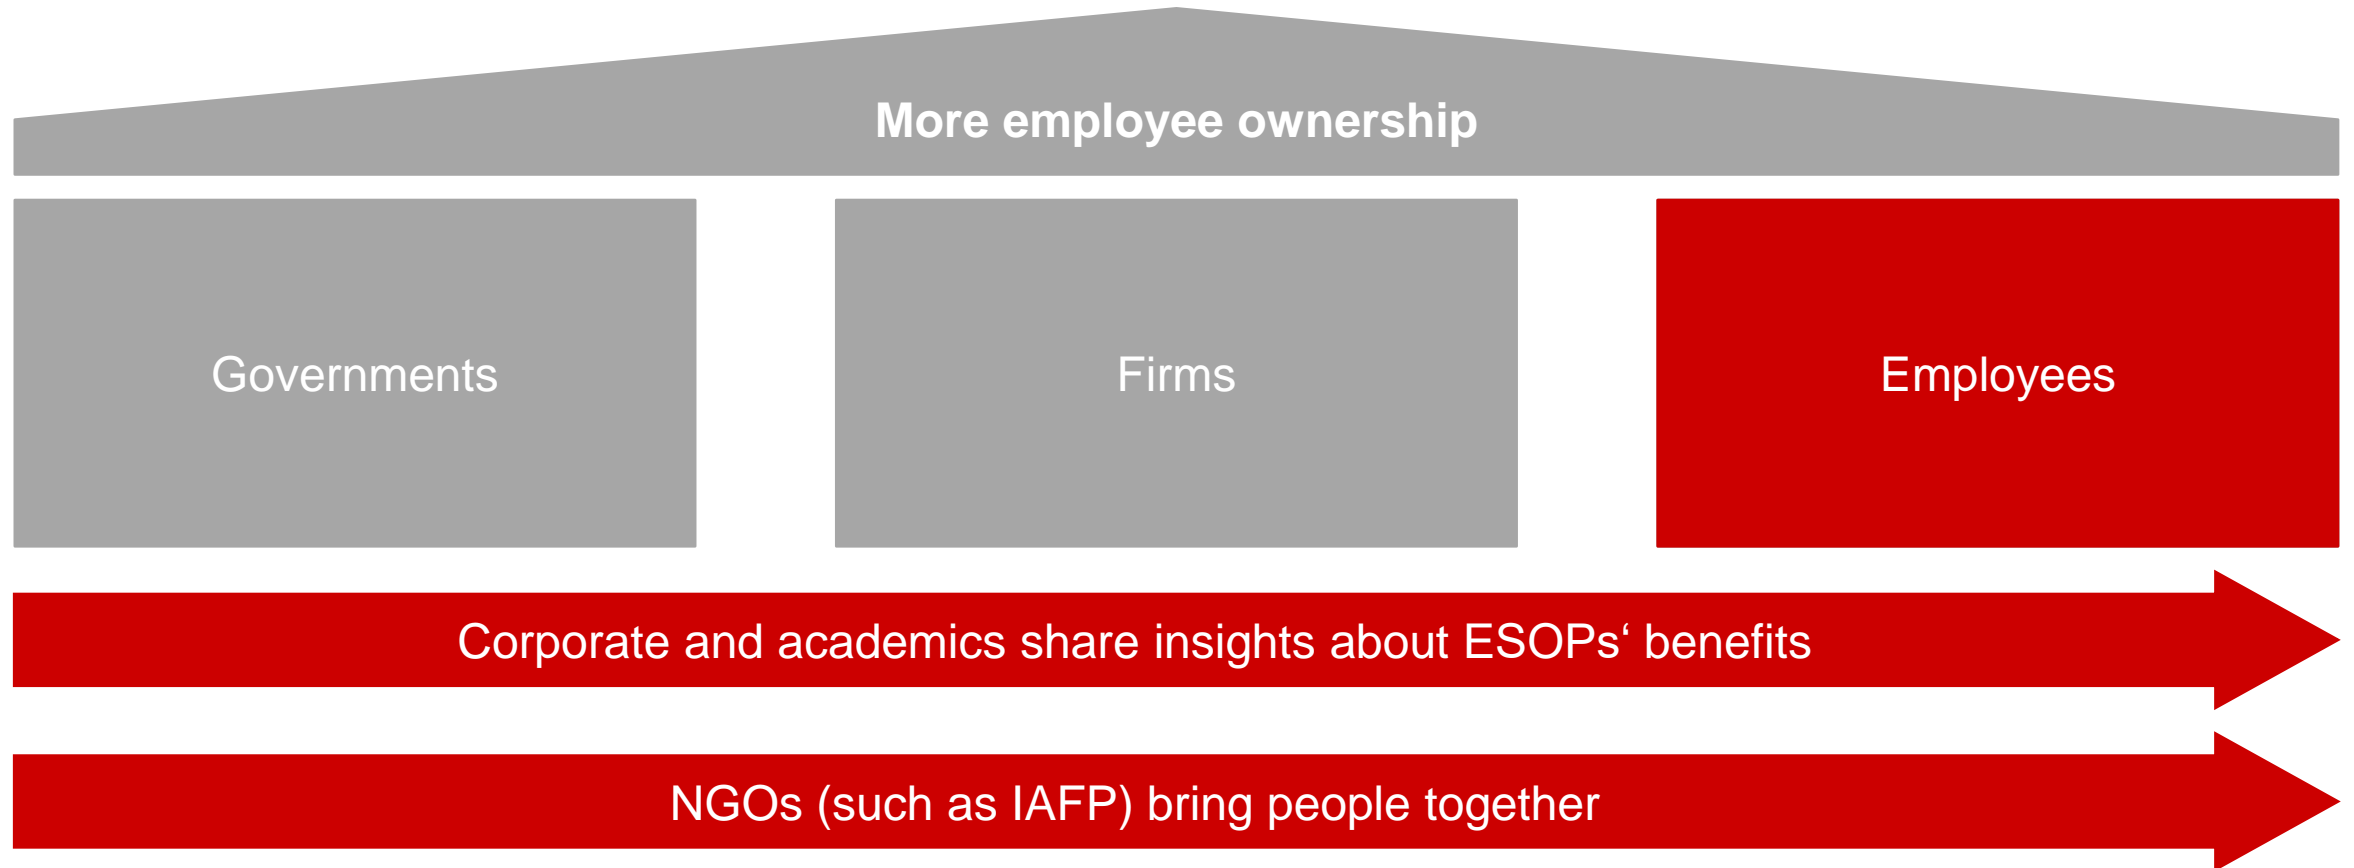 More employee ownership
Governments
Firms
Employees
Corporate and academics share insights about ESOPs‘ benefits
NGOs (such as IAFP) bring people together